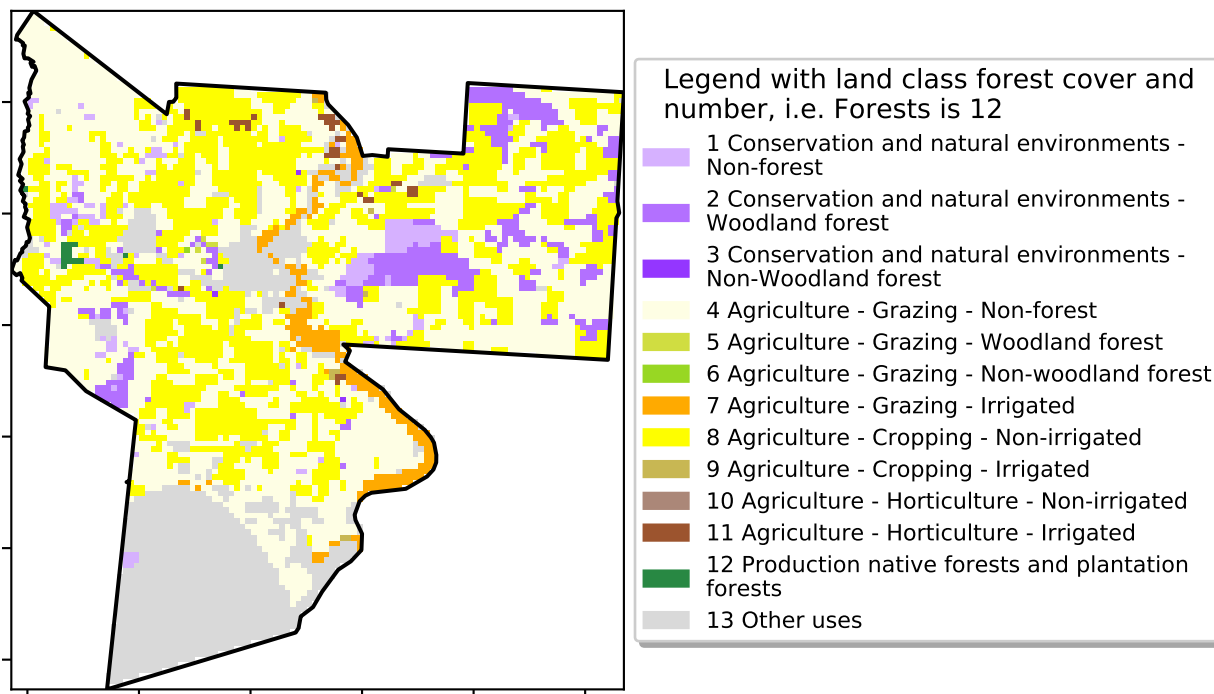 Legend with land class forest cover and
number, i.e. Forests is 12
1 Conservation and natural environments -
Non-forest
2 Conservation and natural environments -
Woodland forest
3 Conservation and natural environments -
Non-Woodland forest
4 Agriculture - Grazing - Non-forest
5 Agriculture - Grazing - Woodland forest
6 Agriculture - Grazing - Non-woodland forest
7 Agriculture - Grazing - Irrigated
8 Agriculture - Cropping - Non-irrigated
9 Agriculture - Cropping - Irrigated
10 Agriculture - Horticulture - Non-irrigated
11 Agriculture - Horticulture - Irrigated
12 Production native forests and plantation
forests
13 Other uses